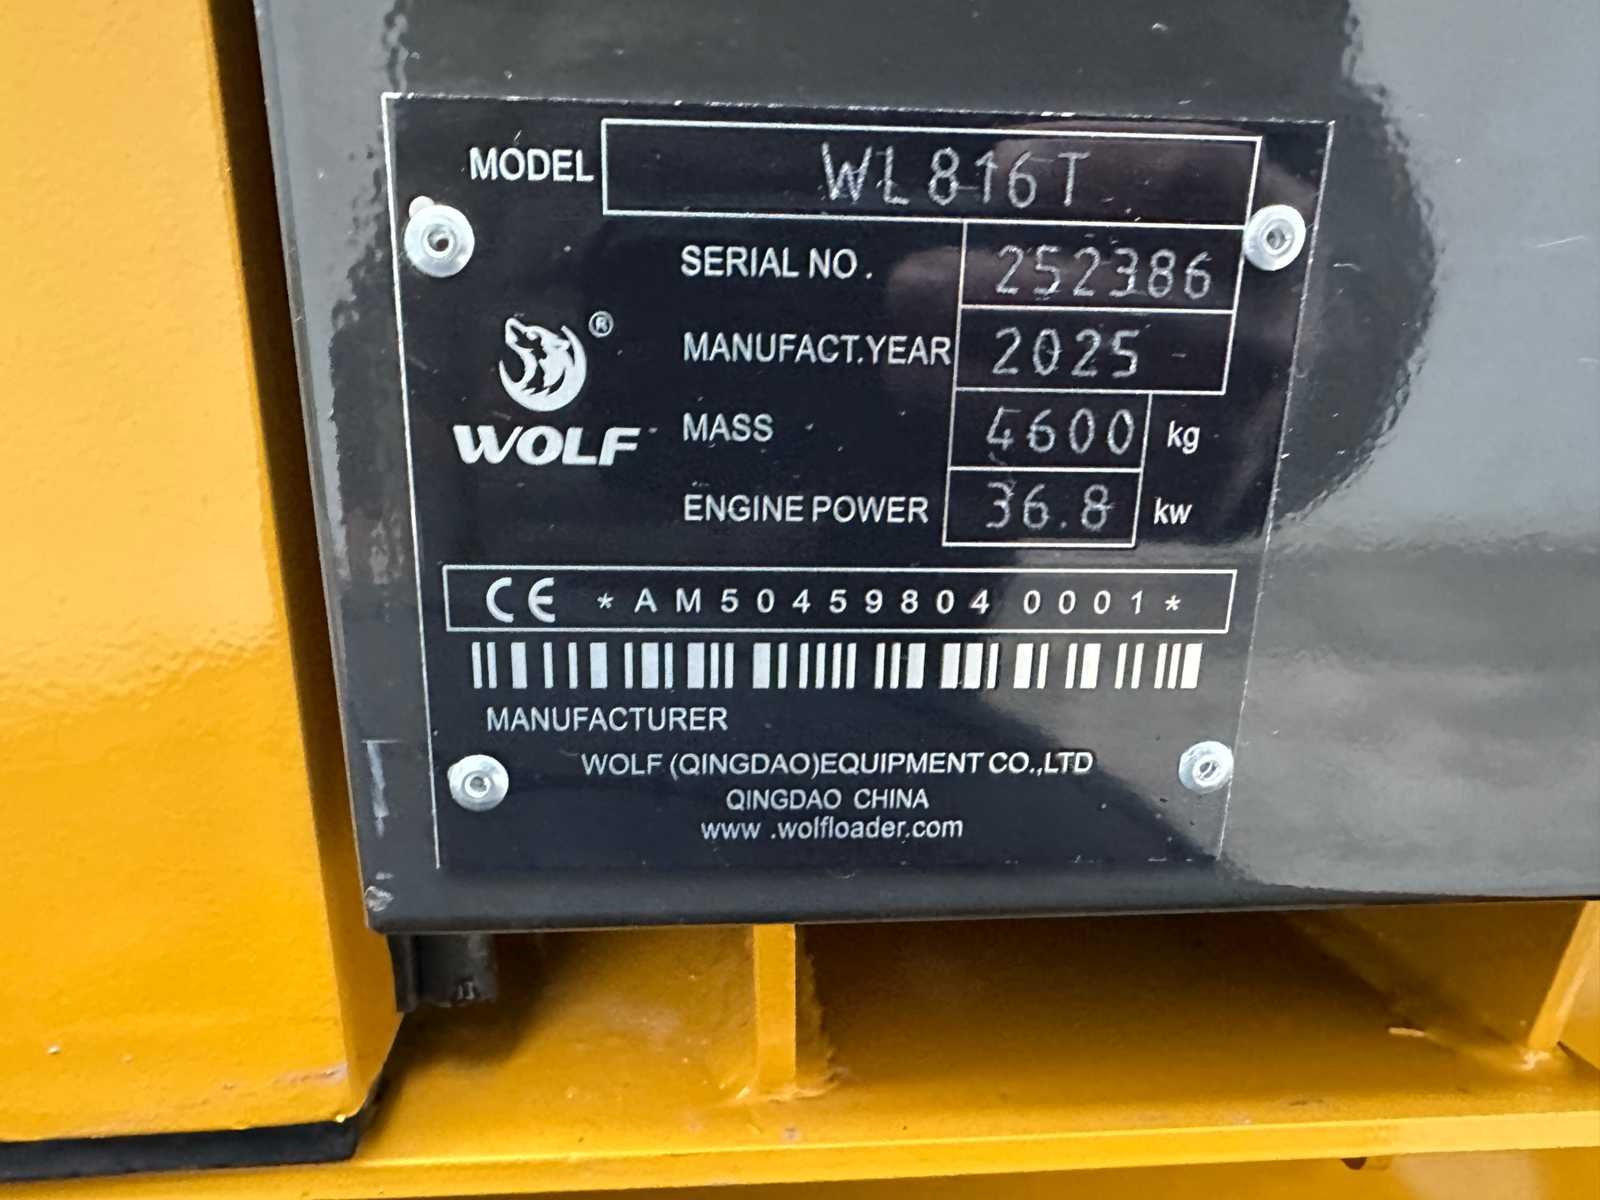 MODEL WL816T
SERIAL NO. 252386
MANUFACT.YEAR 2025
®
WOLF
MASS 4600 kg
ENGINE POWER 36.8 kw
CE *AM50459804 0001*
MANUFACTURER
WOLF (QINGDAO)EQUIPMENT CO.,LTD
QINGDAO CHINA
www .wolfloader.com